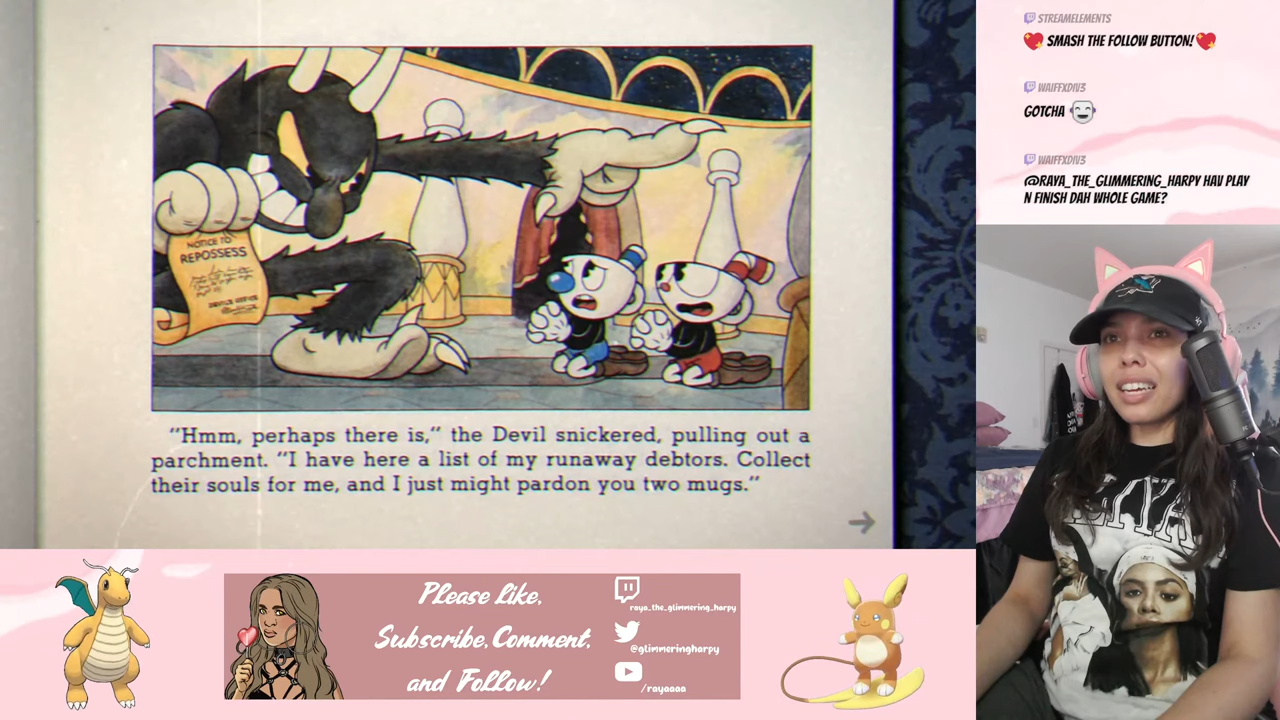 NOTICE TO
REPOSSESS
"Hmm, perhaps there is," the Devil snickered, pulling out a
parchment. "I have here a list of my runaway debtors. Collect
their souls for me, and I just might pardon you two mugs."
STREAMELEMENTS
SMASH THE FOLLOW BUTTON!
WAIFFXDIV3
GOTCHA
WAIFFXDIV3
@RAYA_THE_GLIMMERING_HARPY HAV PLAY
N FINISH DAH WHOLE GAME?
Please Like,
Subscribe, Comment,
and Follow!
raya_the_glimmering_harpy
@glimmeringharpy
/rayaaaa